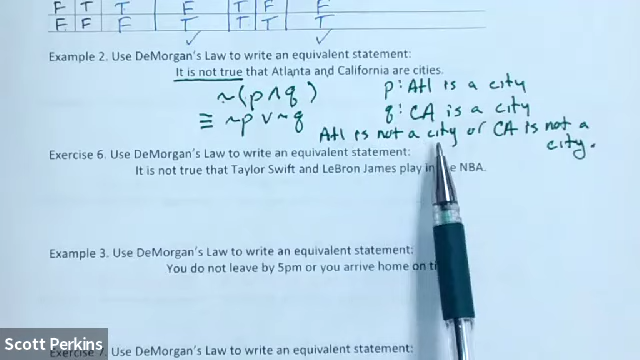 F T T F T F F
F F F T T T T
Example 2. Use DeMorgan's Law to write an equivalent statement:
It is not true that Atlanta and California are cities.
~(p ∧ q) p: Atl is a city
≅ ~p ∨ ~q q: CA is a city
Atl is not a city or CA is not a
city.
Exercise 6. Use DeMorgan's Law to write an equivalent statement:
It is not true that Taylor Swift and LeBron James play in the NBA.
Example 3. Use DeMorgan's Law to write an equivalent statement:
You do not leave by 5pm or you arrive home on
Scott Perkins
Exercise 7. Use DeMorgan's Law to write an equivalent statement: